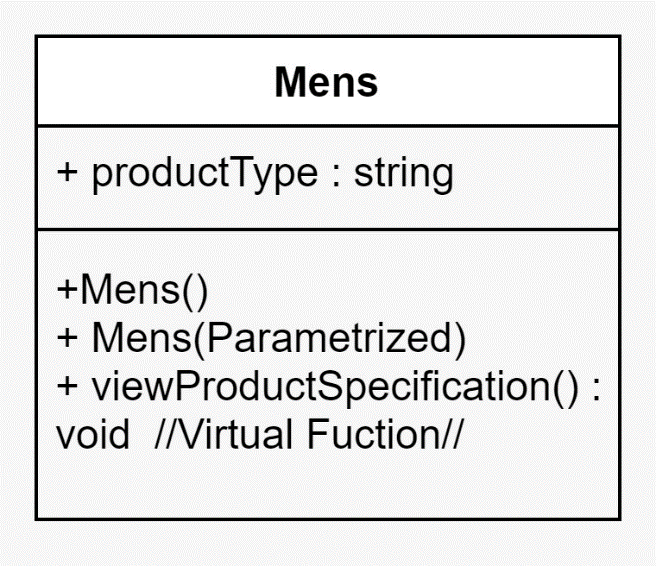 Mens
+ productType : string
+Mens()
+ Mens(Parametrized)
+ viewProductSpecification() :
void  //Virtual Fuction//